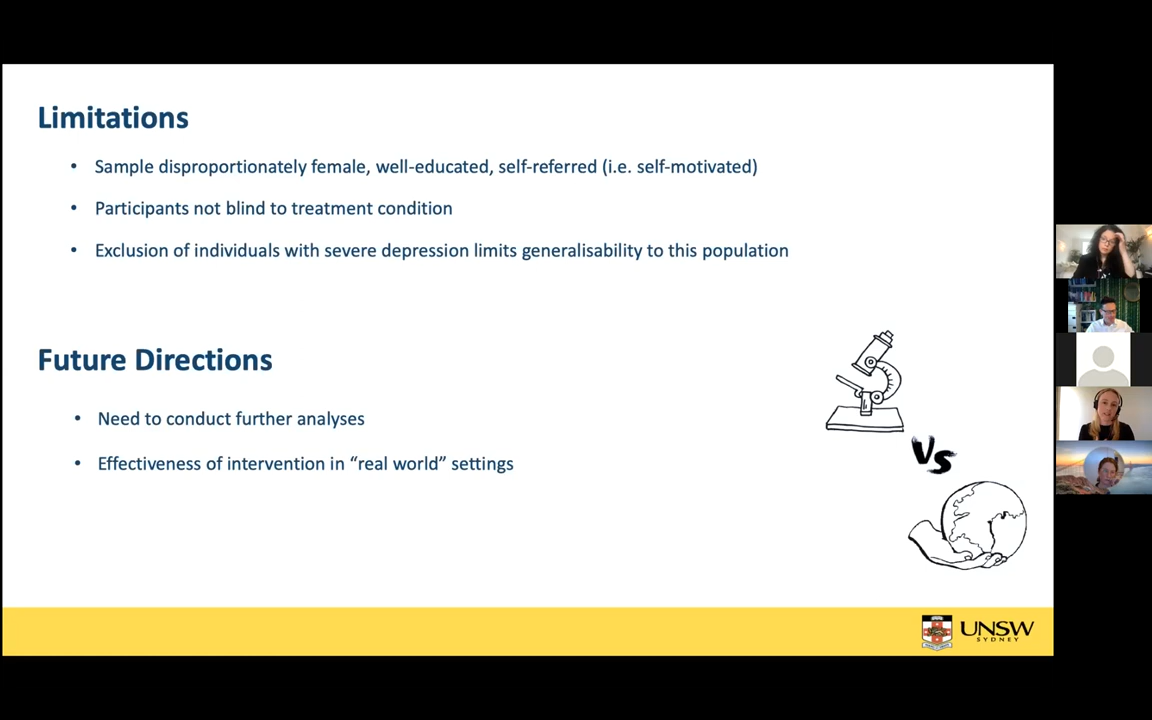 Limitations
• Sample disproportionately female, well-educated, self-referred (i.e. self-motivated)
• Participants not blind to treatment condition
• Exclusion of individuals with severe depression limits generalisability to this population
Future Directions
• Need to conduct further analyses
• Effectiveness of intervention in “real world” settings
VS
UNSW
SYDNEY